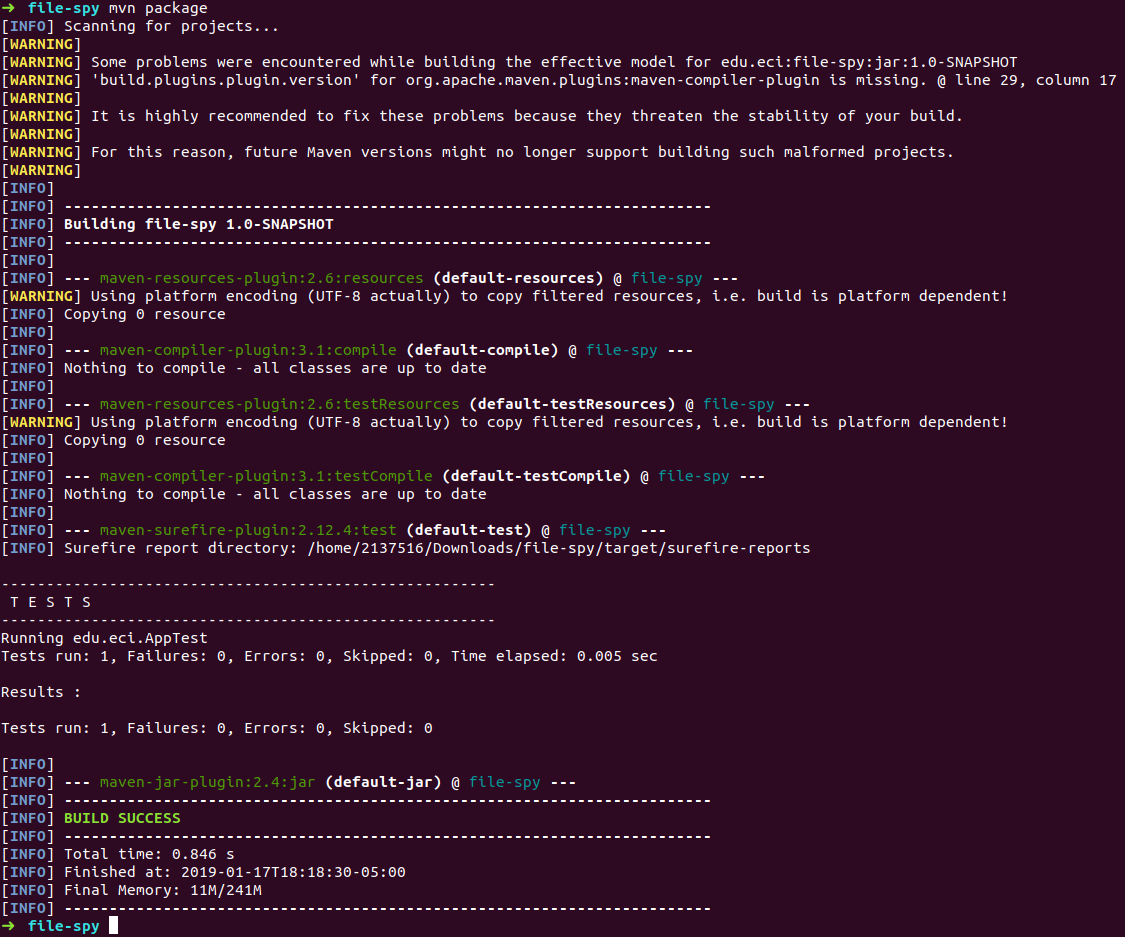 ➜ file-spy mvn package
[INFO] Scanning for projects...
[WARNING]
[WARNING] Some problems were encountered while building the effective model for edu.eci:file-spy:jar:1.0-SNAPSHOT
[WARNING] 'build.plugins.plugin.version' for org.apache.maven.plugins:maven-compiler-plugin is missing. @ line 29, column 17
[WARNING]
[WARNING] It is highly recommended to fix these problems because they threaten the stability of your build.
[WARNING]
[WARNING] For this reason, future Maven versions might no longer support building such malformed projects.
[WARNING]
[INFO]
[INFO] ------------------------------------------------------------------------
[INFO] Building file-spy 1.0-SNAPSHOT
[INFO] ------------------------------------------------------------------------
[INFO]
[INFO] --- maven-resources-plugin:2.6:resources (default-resources) @ file-spy ---
[WARNING] Using platform encoding (UTF-8 actually) to copy filtered resources, i.e. build is platform dependent!
[INFO] Copying 0 resource
[INFO]
[INFO] --- maven-compiler-plugin:3.1:compile (default-compile) @ file-spy ---
[INFO] Nothing to compile - all classes are up to date
[INFO]
[INFO] --- maven-resources-plugin:2.6:testResources (default-testResources) @ file-spy ---
[WARNING] Using platform encoding (UTF-8 actually) to copy filtered resources, i.e. build is platform dependent!
[INFO] Copying 0 resource
[INFO]
[INFO] --- maven-compiler-plugin:3.1:testCompile (default-testCompile) @ file-spy ---
[INFO] Nothing to compile - all classes are up to date
[INFO]
[INFO] --- maven-surefire-plugin:2.12.4:test (default-test) @ file-spy ---
[INFO] Surefire report directory: /home/2137516/Downloads/file-spy/target/surefire-reports
-------------------------------------------------------
T E S T S
-------------------------------------------------------
Running edu.eci.AppTest
Tests run: 1, Failures: 0, Errors: 0, Skipped: 0, Time elapsed: 0.005 sec
Results :
Tests run: 1, Failures: 0, Errors: 0, Skipped: 0
[INFO]
[INFO] --- maven-jar-plugin:2.4:jar (default-jar) @ file-spy ---
[INFO] ------------------------------------------------------------------------
[INFO] BUILD SUCCESS
[INFO] ------------------------------------------------------------------------
[INFO] Total time: 0.846 s
[INFO] Finished at: 2019-01-17T18:18:30-05:00
[INFO] Final Memory: 11M/241M
[INFO] ------------------------------------------------------------------------
➜ file-spy